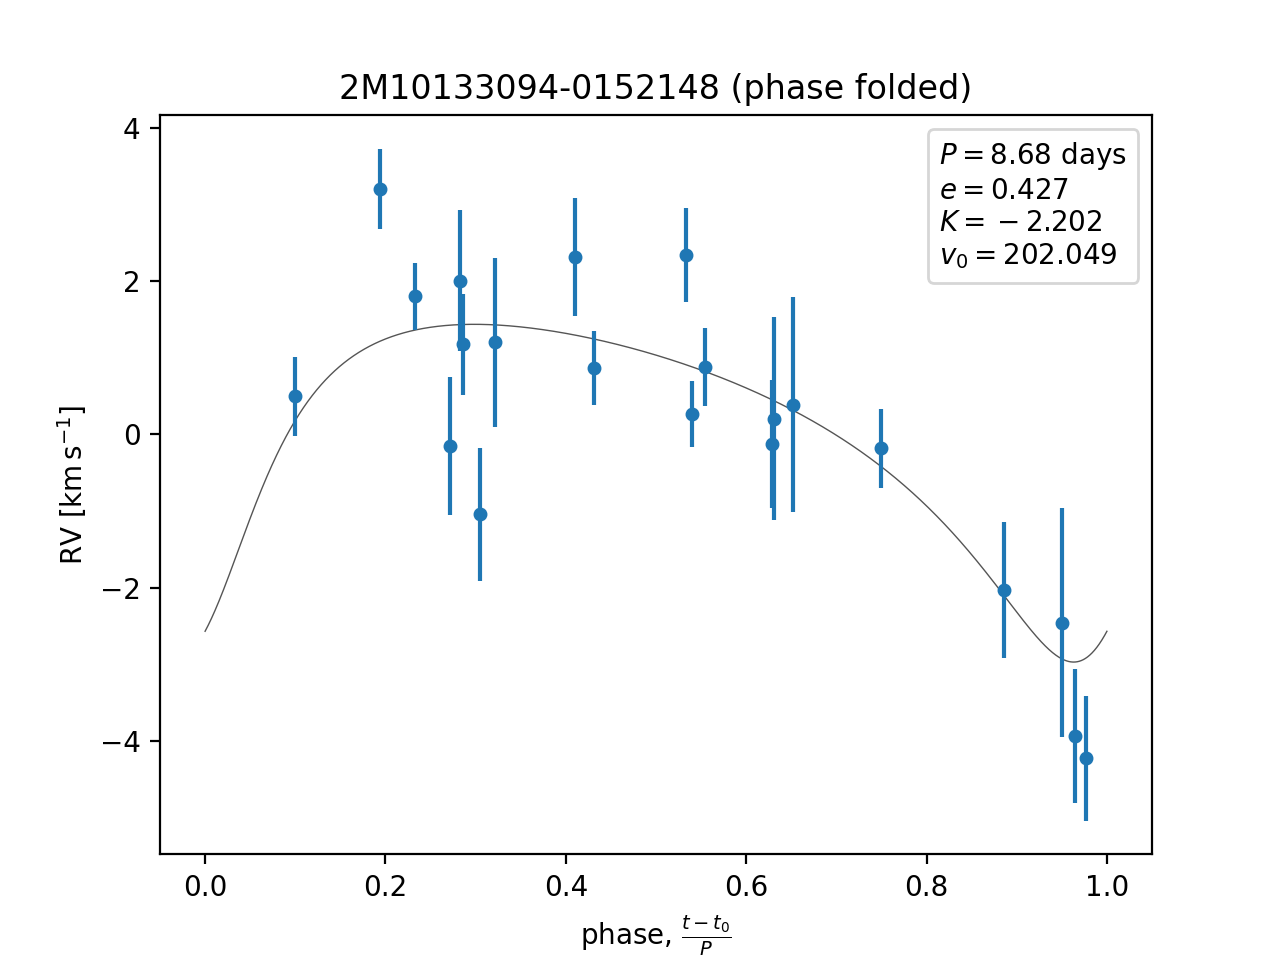 2M10133094-0152148 (phase folded)
P = 8.68 days
e = 0.427
K = −2.202
v₀ = 202.049
RV [km s⁻¹]
4
2
0
−2
−4
0.0 0.2 0.4 0.6 0.8 1.0
phase, (t − t₀)/P